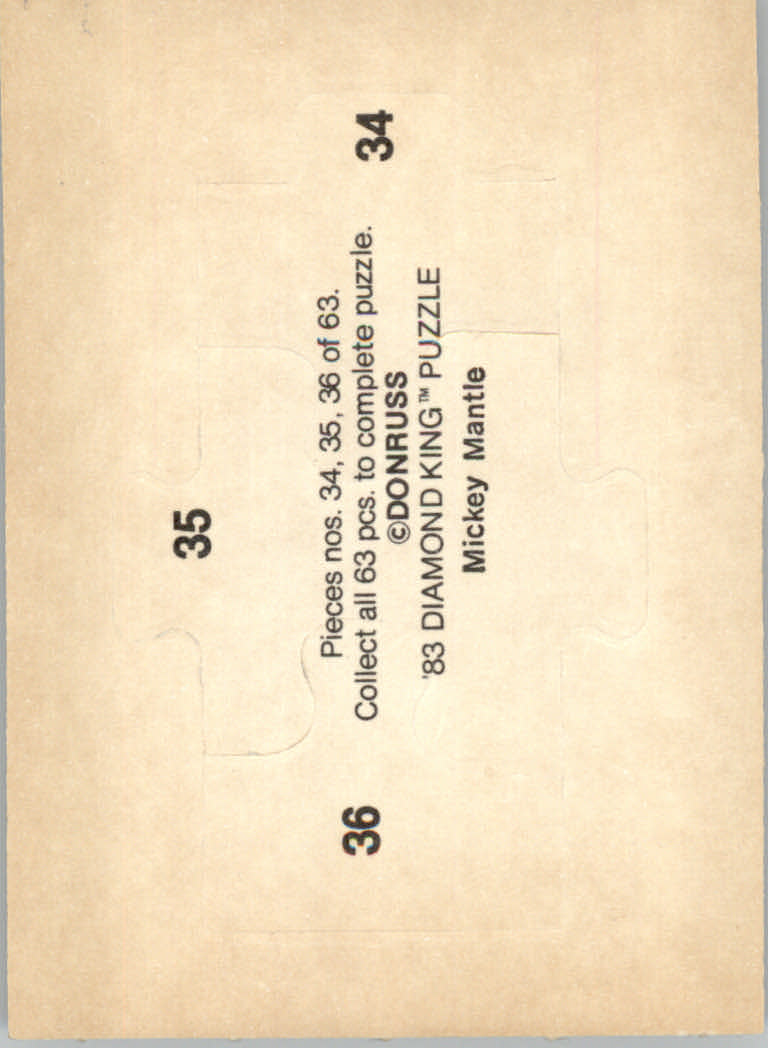 36
35
34
Pieces nos. 34, 35, 36 of 63.
Collect all 63 pcs. to complete puzzle.
©DONRUSS
'83 DIAMOND KING™ PUZZLE
Mickey Mantle